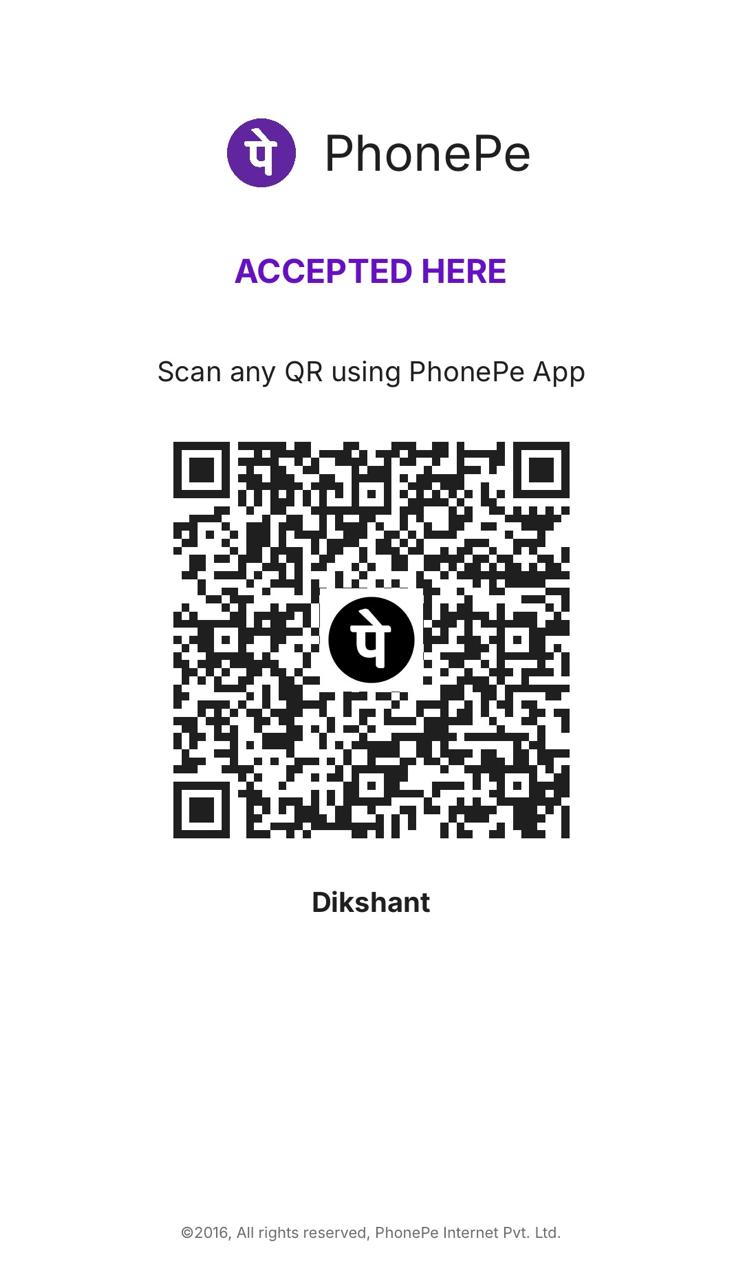 पे PhonePe
ACCEPTED HERE
Scan any QR using PhonePe App
पे
Dikshant
©2016, All rights reserved, PhonePe Internet Pvt. Ltd.